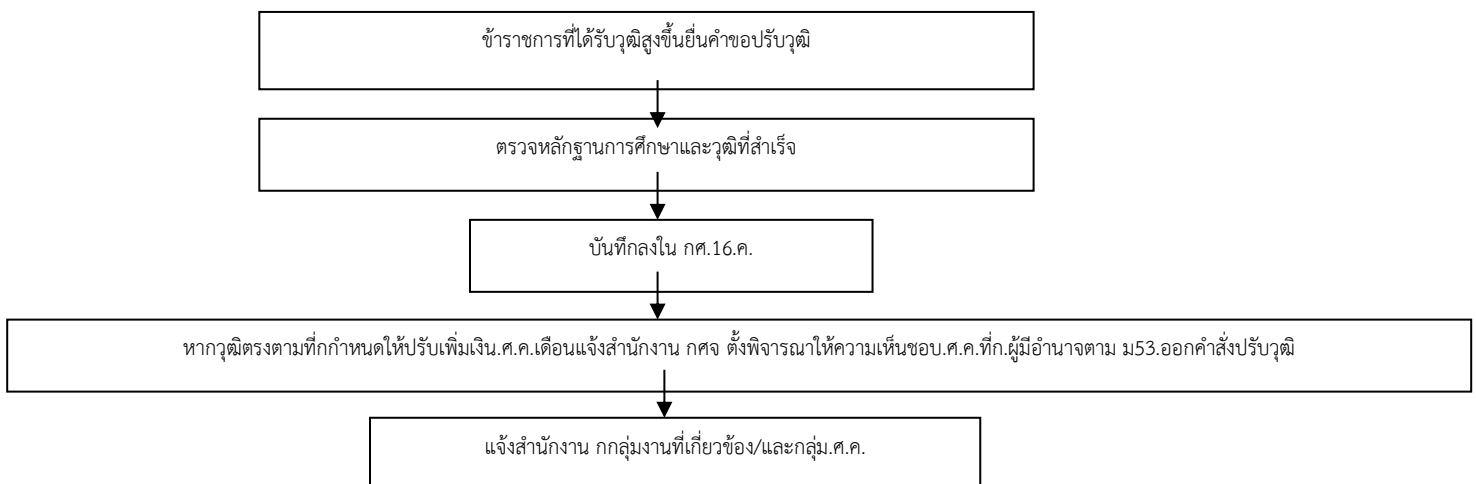 ข้าราชการที่ได้รับวุฒิสูงขึ้นยื่นคำขอปรับวุฒิ
ตรวจหลักฐานการศึกษาและวุฒิที่สำเร็จ
บันทึกลงใน กศ.16.ค.
หากวุฒิตรงตามที่กกำหนดให้ปรับเพิ่มเงิน.ศ.ค.เดือนแจ้งสำนักงาน กศจ ตั้งพิจารณาให้ความเห็นชอบ.ศ.ค.ที่ก.ผู้มีอำนาจตาม ม53.ออกคำสั่งปรับวุฒิ
แจ้งสำนักงาน กกลุ่มงานที่เกี่ยวข้อง/และกลุ่ม.ศ.ค.